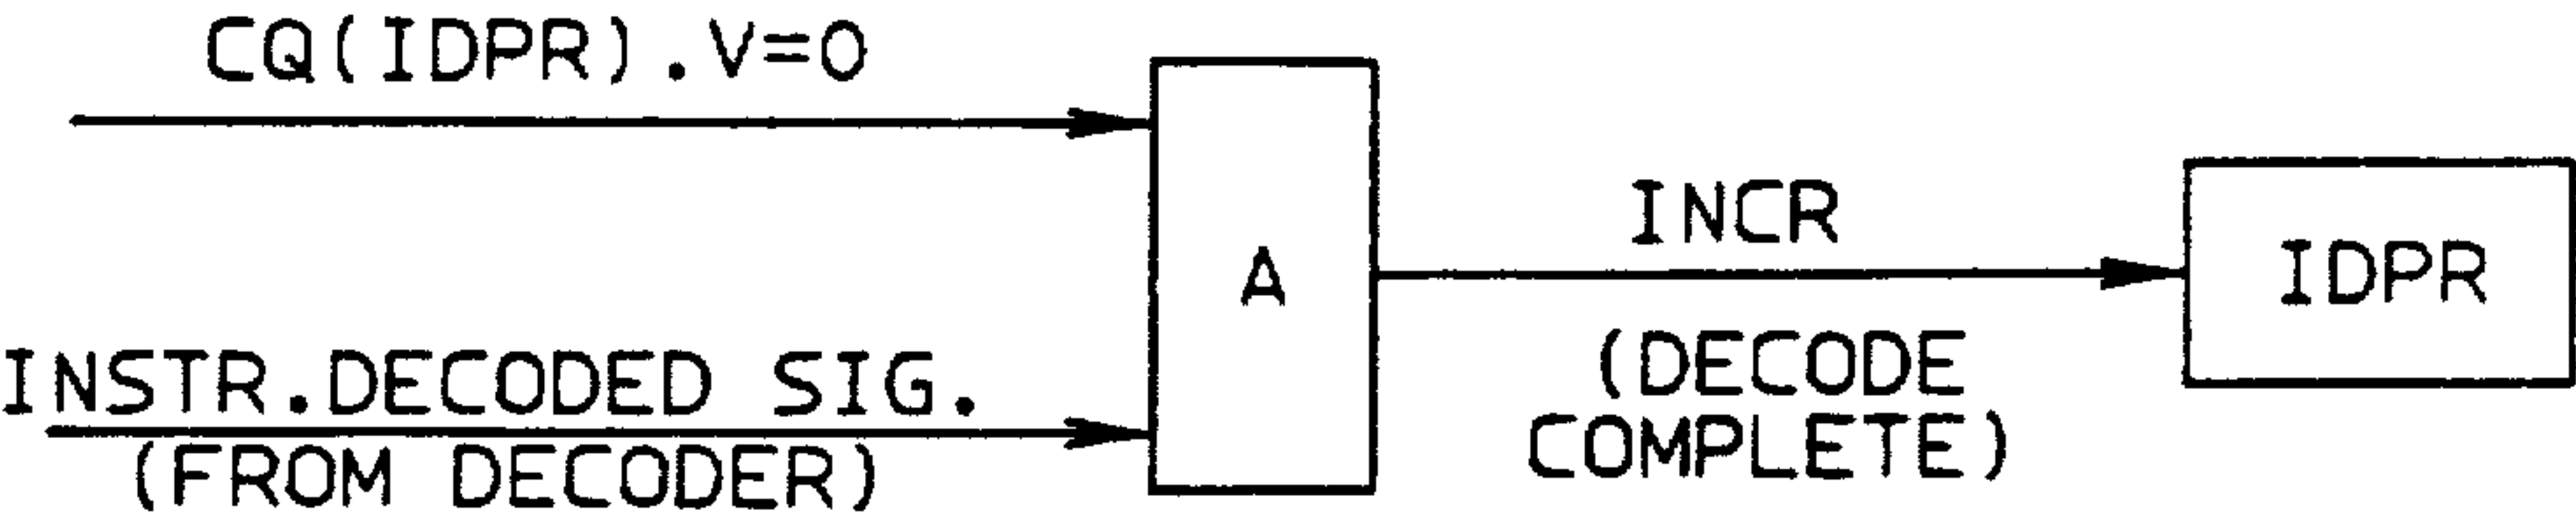 CQ(IDPR).V=0
INSTR.DECODED SIG.
(FROM DECODER)
A
INCR
(DECODE
COMPLETE)
IDPR